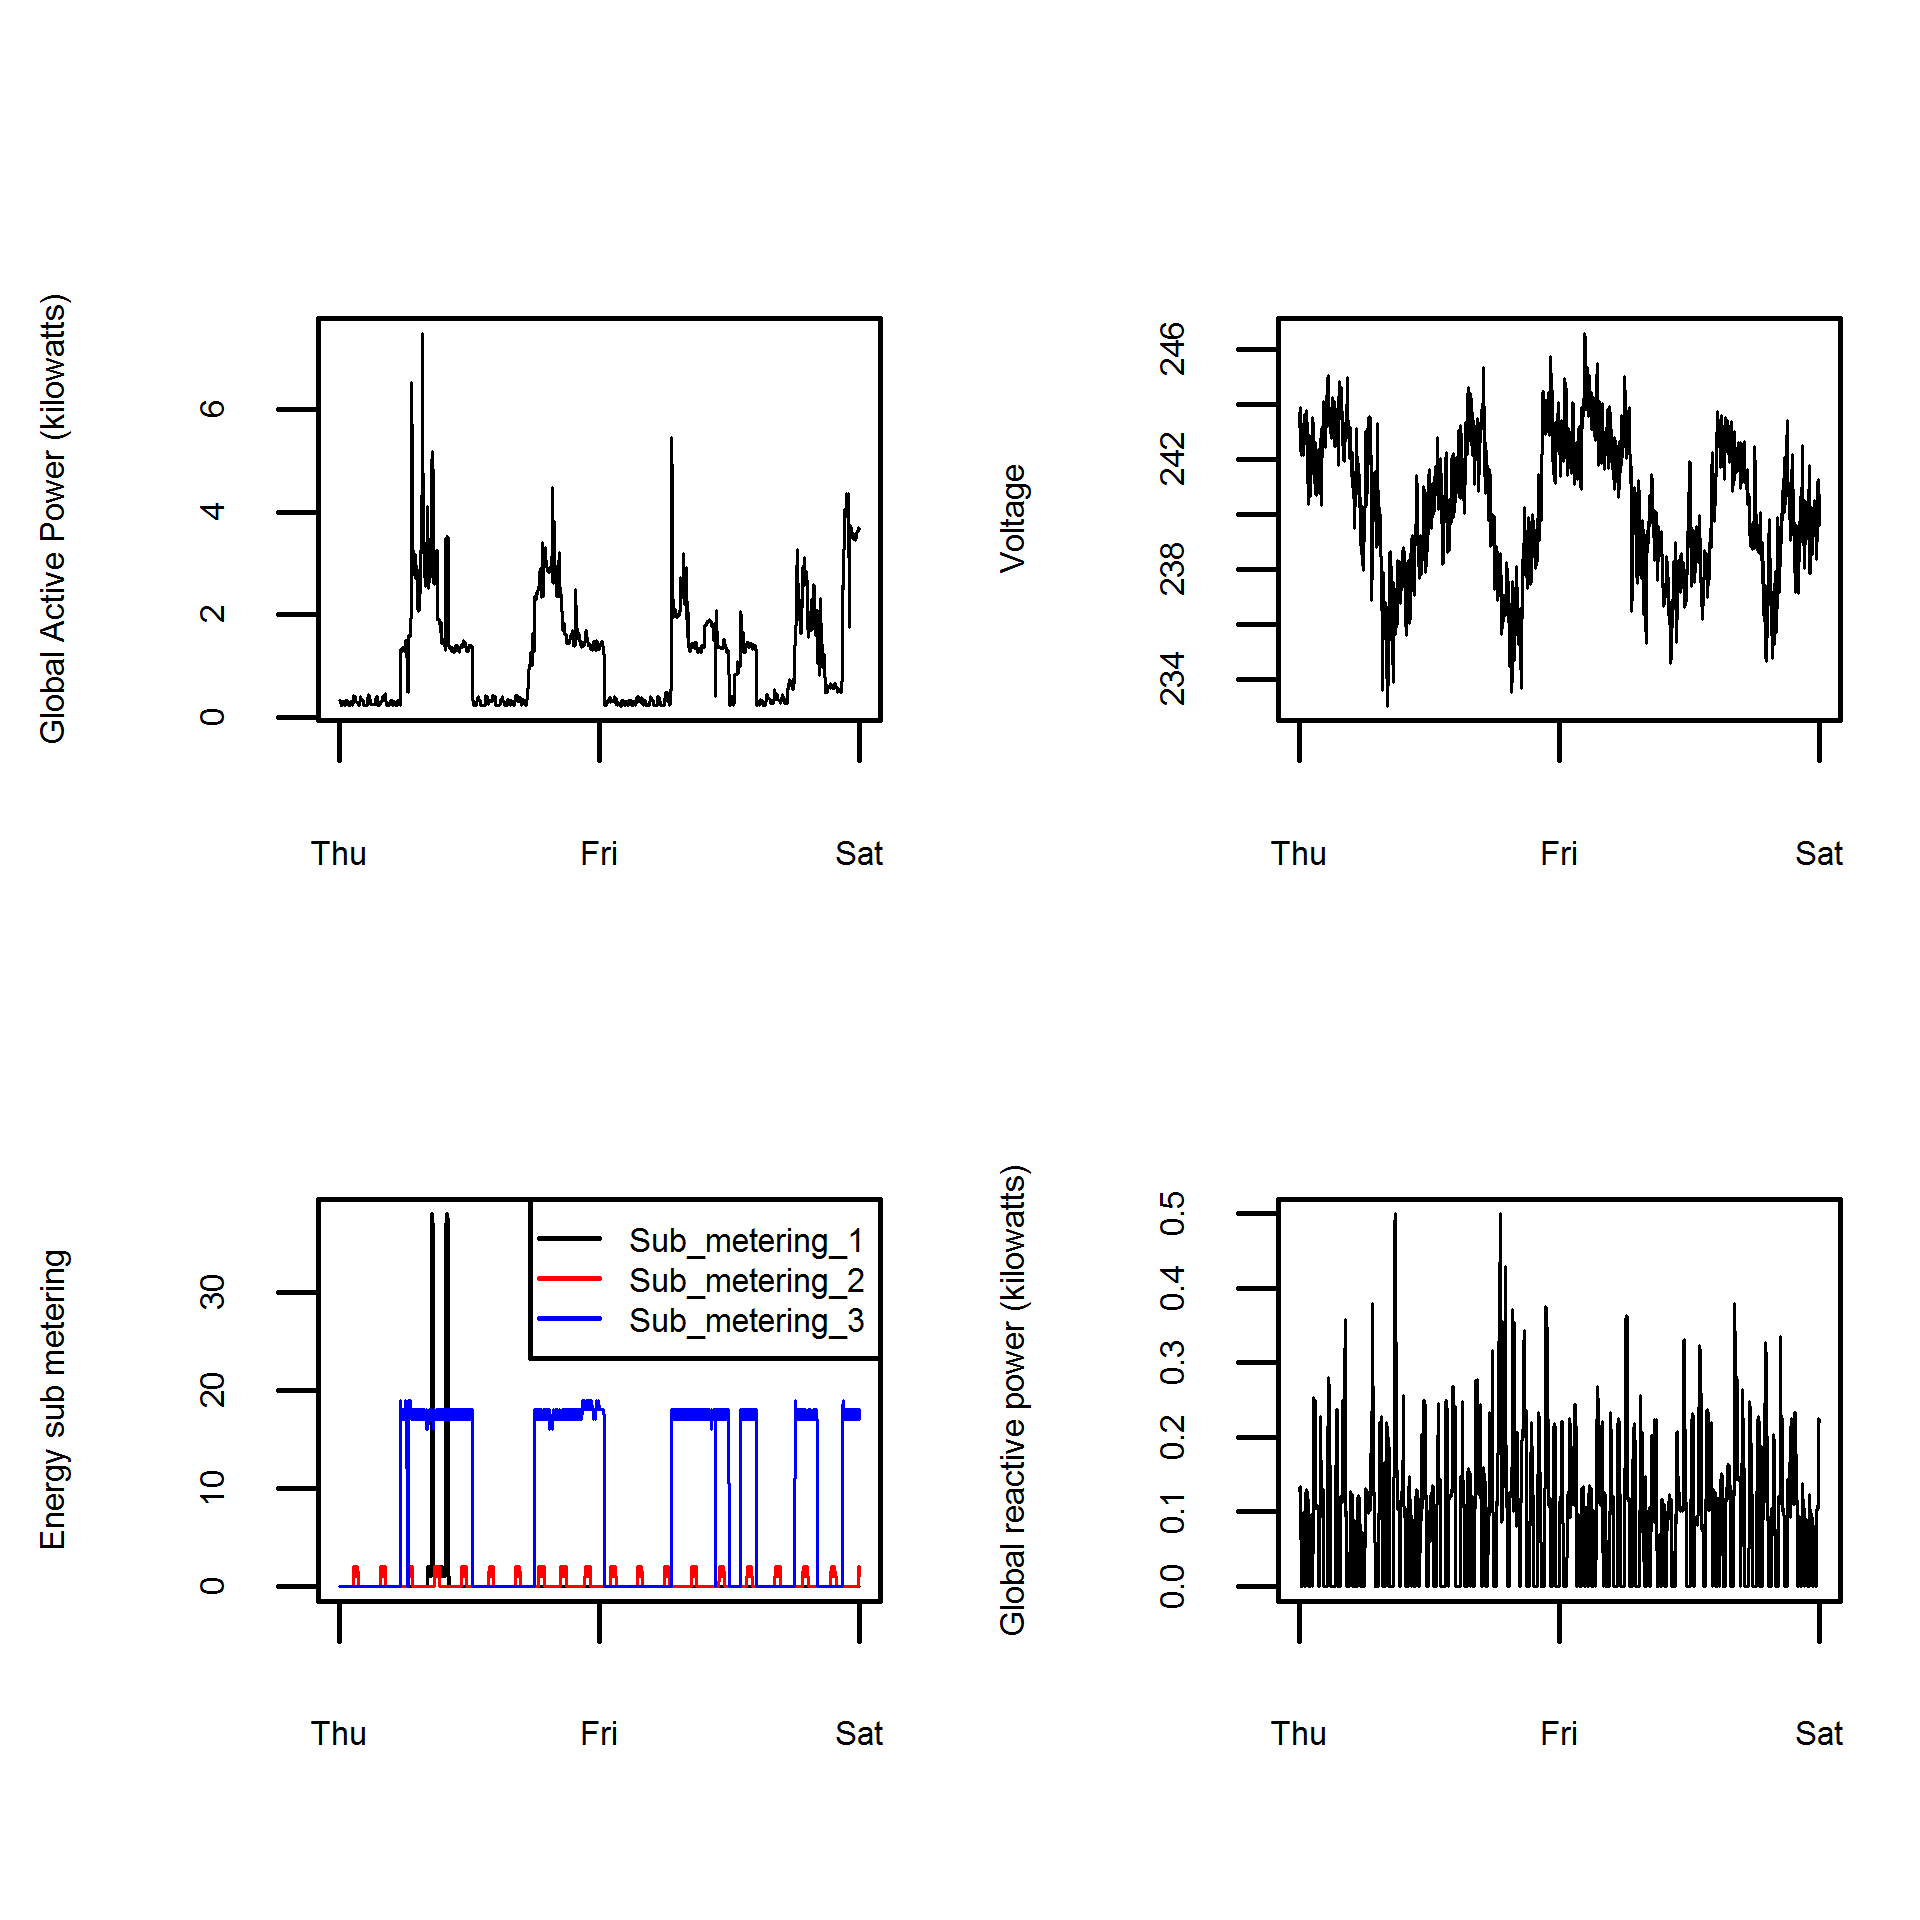 Global Active Power (kilowatts)
0
2
4
6
Thu
Fri
Sat
Voltage
234
238
242
246
Thu
Fri
Sat
Energy sub metering
0
10
20
30
Sub_metering_1
Sub_metering_2
Sub_metering_3
Thu
Fri
Sat
Global reactive power (kilowatts)
0.0
0.1
0.2
0.3
0.4
0.5
Thu
Fri
Sat